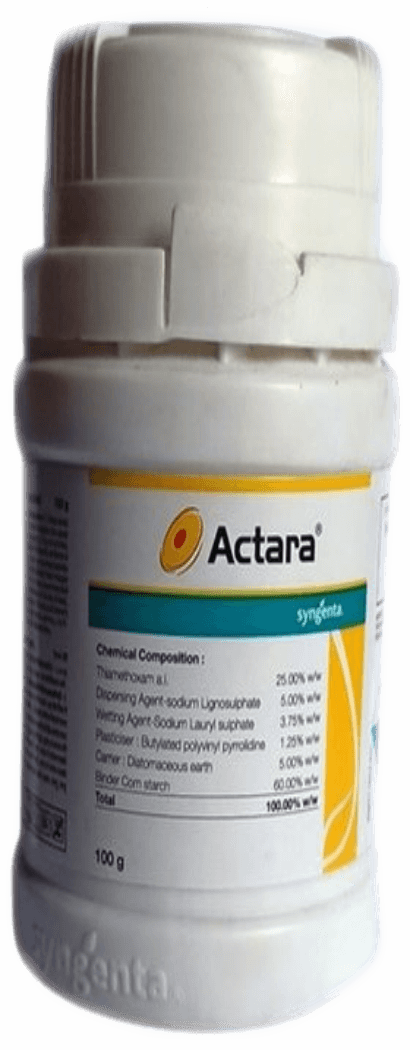 Actara®
syngenta
Chemical Composition :
Thiamethoxam a.i. 25.00% w/w
Dispersing Agent-sodium Lignosulphate 5.00% w/w
Wetting Agent-Sodium Lauryl sulphate 3.75% w/w
Plasticiser : Butylated polyvinyl pyrrolidine 1.25% w/w
Carrier : Diatomaceous earth 5.00% w/w
Binder Corn starch 60.00% w/w
Total 100.00% w/w
100 g
syngenta